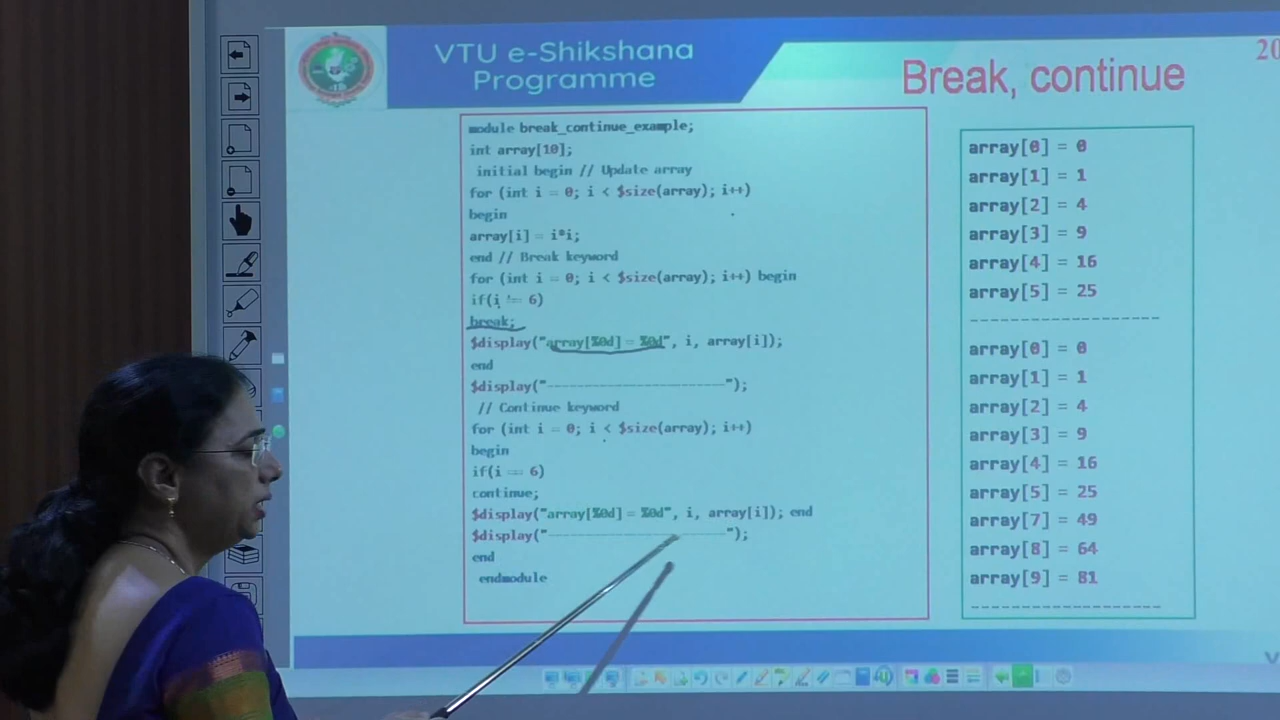 VTU e-Shikshana
Programme
Break, continue
20
module break_continue_example;
int array[10];
initial begin // Update array
for (int i = 0; i < $size(array); i++)
begin
array[i] = i*i;
end // Break keyword
for (int i = 0; i < $size(array); i++) begin
if(i == 6)
break;
$display("array[%0d] = %0d", i, array[i]);
end
$display("------------------------");
// Continue keyword
for (int i = 0; i < $size(array); i++)
begin
if(i == 6)
continue;
$display("array[%0d] = %0d", i, array[i]); end
$display("------------------------");
end
endmodule
array[0] = 0
array[1] = 1
array[2] = 4
array[3] = 9
array[4] = 16
array[5] = 25
--------------------
array[0] = 0
array[1] = 1
array[2] = 4
array[3] = 9
array[4] = 16
array[5] = 25
array[7] = 49
array[8] = 64
array[9] = 81
--------------------